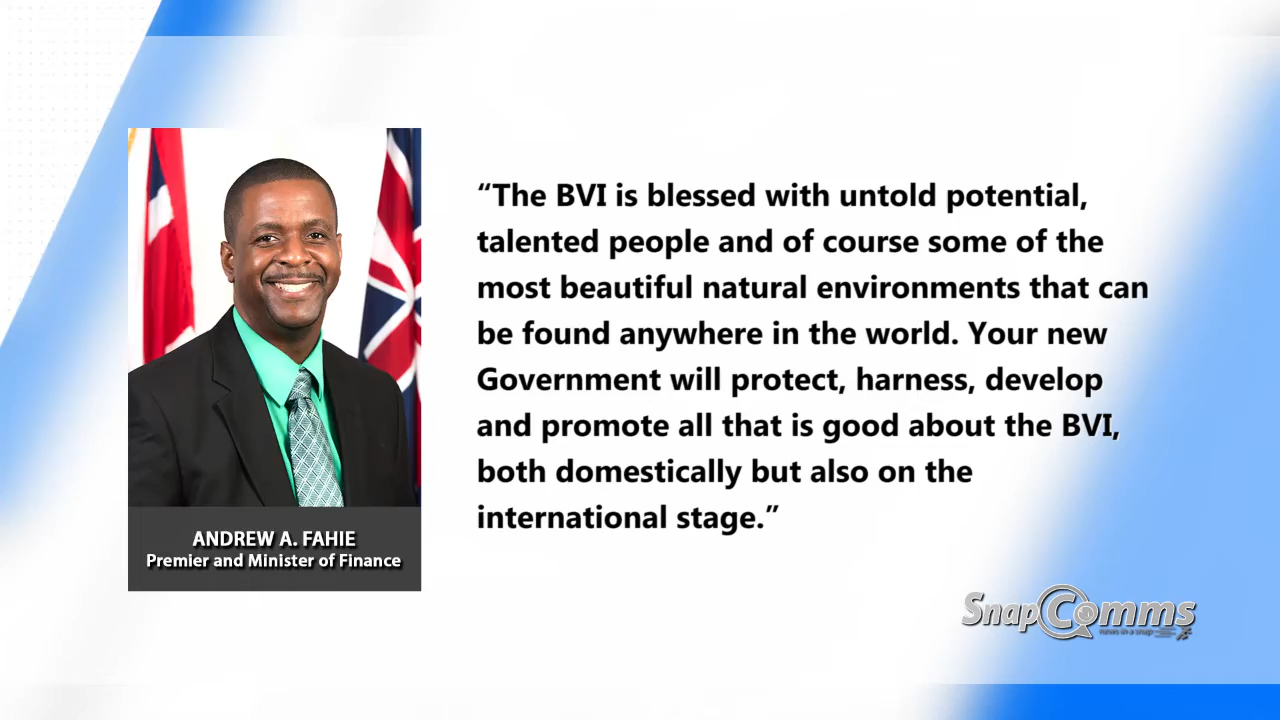 “The BVI is blessed with untold potential,
talented people and of course some of the
most beautiful natural environments that can
be found anywhere in the world. Your new
Government will protect, harness, develop
and promote all that is good about the BVI,
both domestically but also on the
international stage.”
ANDREW A. FAHIE
Premier and Minister of Finance
SnapComms
news in a snap